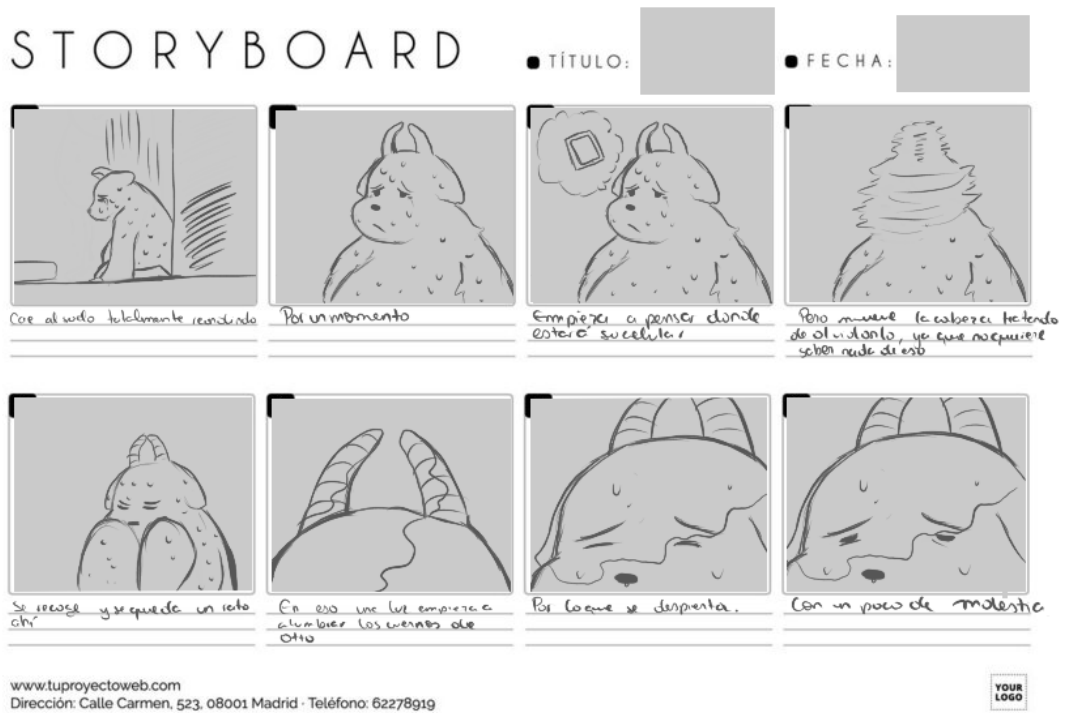 STORYBOARD
TÍTULO:
FECHA:
Cae al suelo totalmente
Por un momento
Empieza a pensar donde
estará su celular
Pero mueve la cabeza tratando
de olvidarlo, ya que no quiere
saber nada de eso
Se recoge y se queda un rato
ahí
En eso una luz empieza a
alumbrar los cuernos de
otto
Por lo que se despierta.
Con un poco de molestia
www.tuproyectoweb.com
Dirección: Calle Carmen, 523, 08001 Madrid · Teléfono: 62278919
YOUR
LOGO